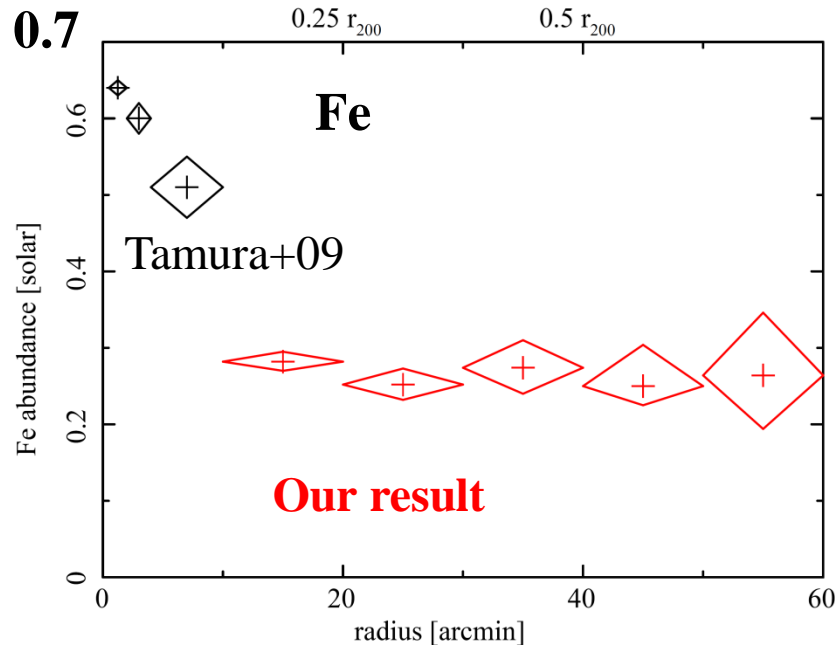 0.7
0.25 r200
0.5 r200
Fe
0.6
Tamura+09
0.4
Fe abundance [solar]
0.2
Our result
0
0
20
40
60
radius [arcmin]